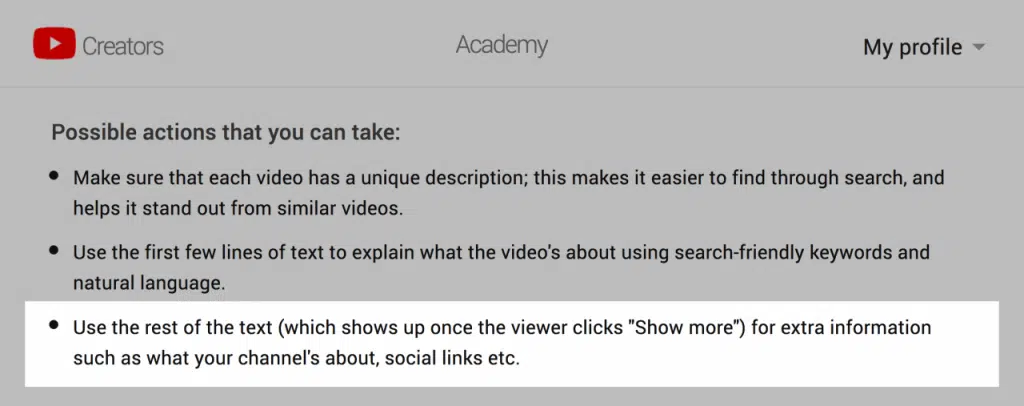 Creators
Academy
My profile
Possible actions that you can take:
Make sure that each video has a unique description; this makes it easier to find through search, and
helps it stand out from similar videos.
Use the first few lines of text to explain what the video's about using search-friendly keywords and
natural language.
Use the rest of the text (which shows up once the viewer clicks "Show more") for extra information
such as what your channel's about, social links etc.